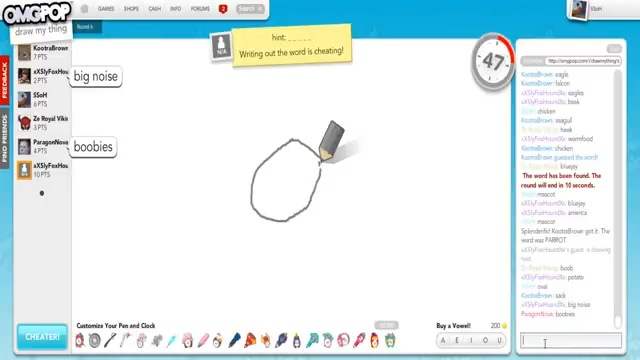 OMGPOP
GAMES SHOPS CASH INFO FORUMS 2 Search
SSoH
draw my thing
Round 6
hint: _ _ _ _ _
Writing out the word is cheating!
N/A
47
KootraBrown
7 PTS
xXSlyFoxHou
2 PTS
big noise
SSoH
6 PTS
Ze Royal Vikin
3 PTS
ParagonNova
4 PTS
boobies
xXSlyFoxHou
10 PTS
FEEDBACK
FIND FRIENDS
CHEATER!
Customize Your Pen and Clock
Buy a Vowel! 200
A E I O U
KootraBrown: eagle
KootraBrown: falcon
xXSlyFoxHoundXx: eagles
xXSlyFoxHoundXx: beak
chicken
KootraBrown: seagull
hawk
xXSlyFoxHoundXx: wormfood
KootraBrown: chicken
KootraBrown guessed the word!
bluejay
The word has been found. The
round will end in 10 seconds.
mascot
xXSlyFoxHoundXx: bluejay
xXSlyFoxHoundXx: america
mascot
Splenderific! KootraBrown got it. The
word was PARROT
boob
xXSlyFoxHoundXx: potato
oval
KootraBrown: sack
xXSlyFoxHoundXx: big noise
ParagonNova: boobies